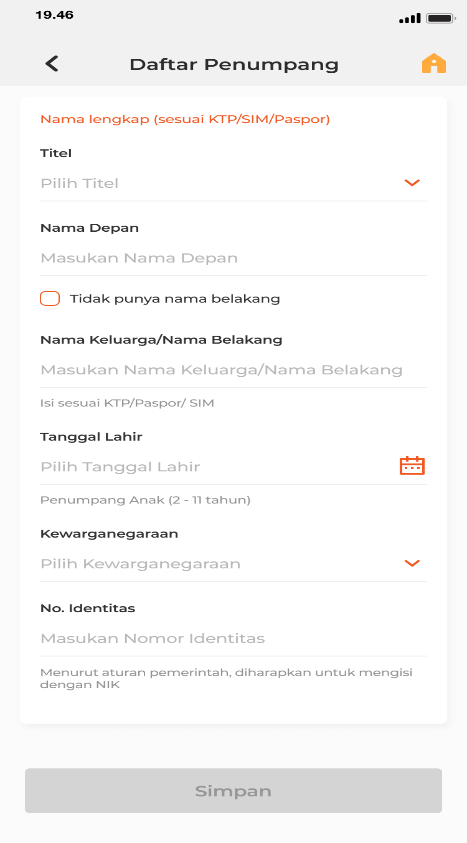 19.46
Daftar Penumpang
Nama lengkap (sesuai KTP/SIM/Paspor)
Titel
Pilih Titel
Nama Depan
Masukan Nama Depan
Tidak punya nama belakang
Nama Keluarga/Nama Belakang
Masukan Nama Keluarga/Nama Belakang
Isi sesuai KTP/Paspor/ SIM
Tanggal Lahir
Pilih Tanggal Lahir
Penumpang Anak (2 - 11 tahun)
Kewarganegaraan
Pilih Kewarganegaraan
No. Identitas
Masukan Nomor Identitas
Menurut aturan pemerintah, diharapkan untuk mengisi
dengan NIK
Simpan